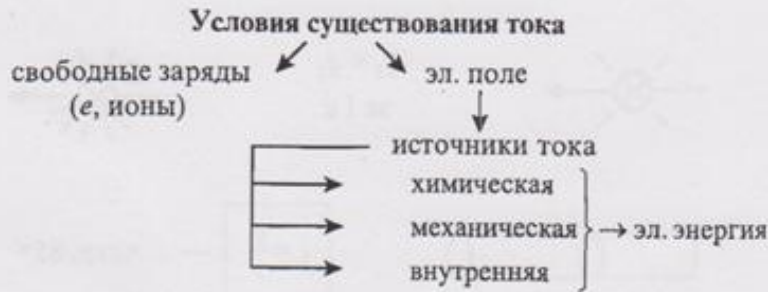 Условия существования тока
свободные заряды
(е, ионы)
эл. поле
источники тока
химическая
механическая
внутренняя
→ эл. энергия